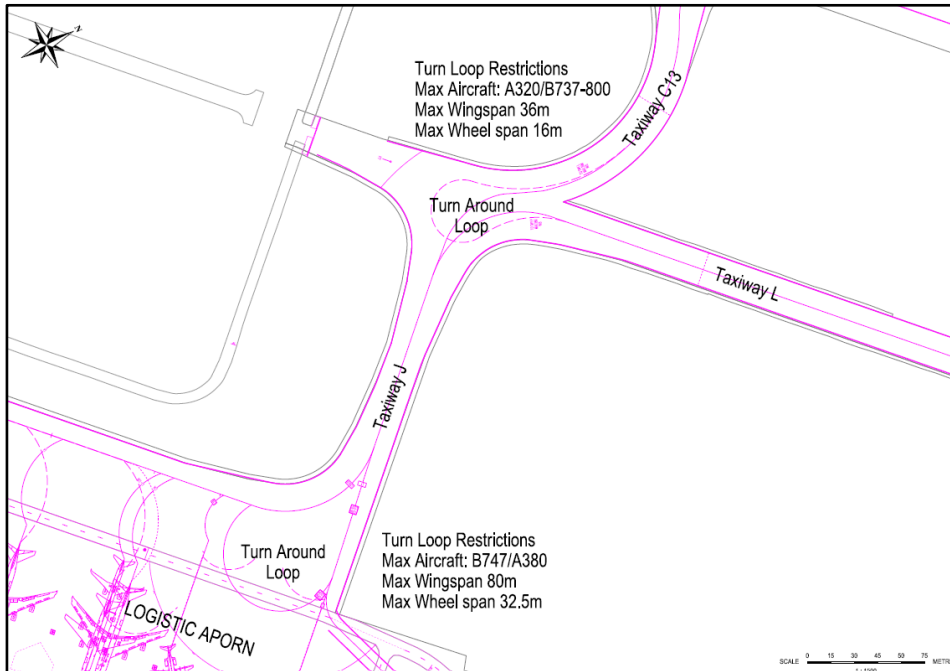 Z
Turn Loop Restrictions
Max Aircraft: A320/B737-800
Max Wingspan 36m
Max Wheel span 16m
Taxiway C13
Turn Around
Loop
Taxiway L
Taxiway J
Turn Loop Restrictions
Max Aircraft: B747/A380
Max Wingspan 80m
Max Wheel span 32.5m
Turn Around
Loop
LOGISTIC APORN
SCALE 0 15 30 45 60 75 METR